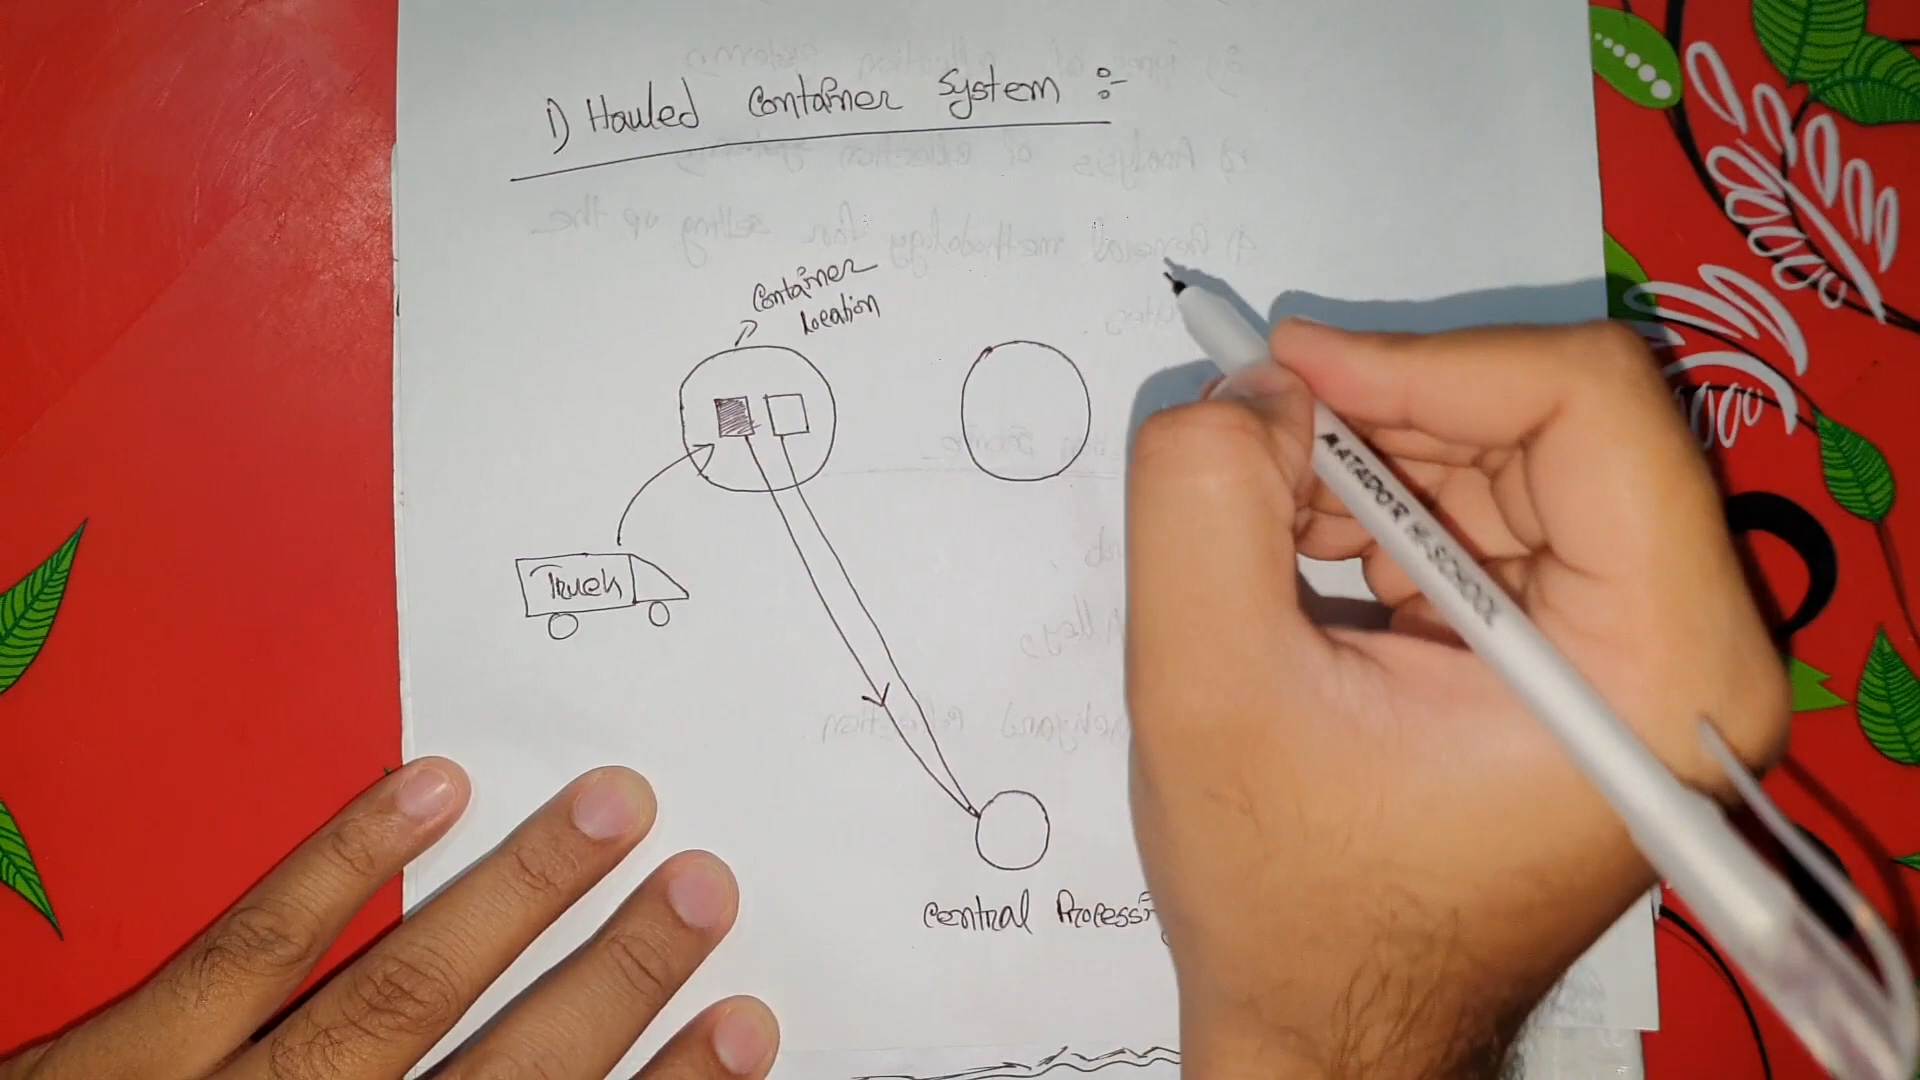 1) Hauled Container System :-
Container
Location
Truck
Central Processi
MATADOR HI-SCHOOL